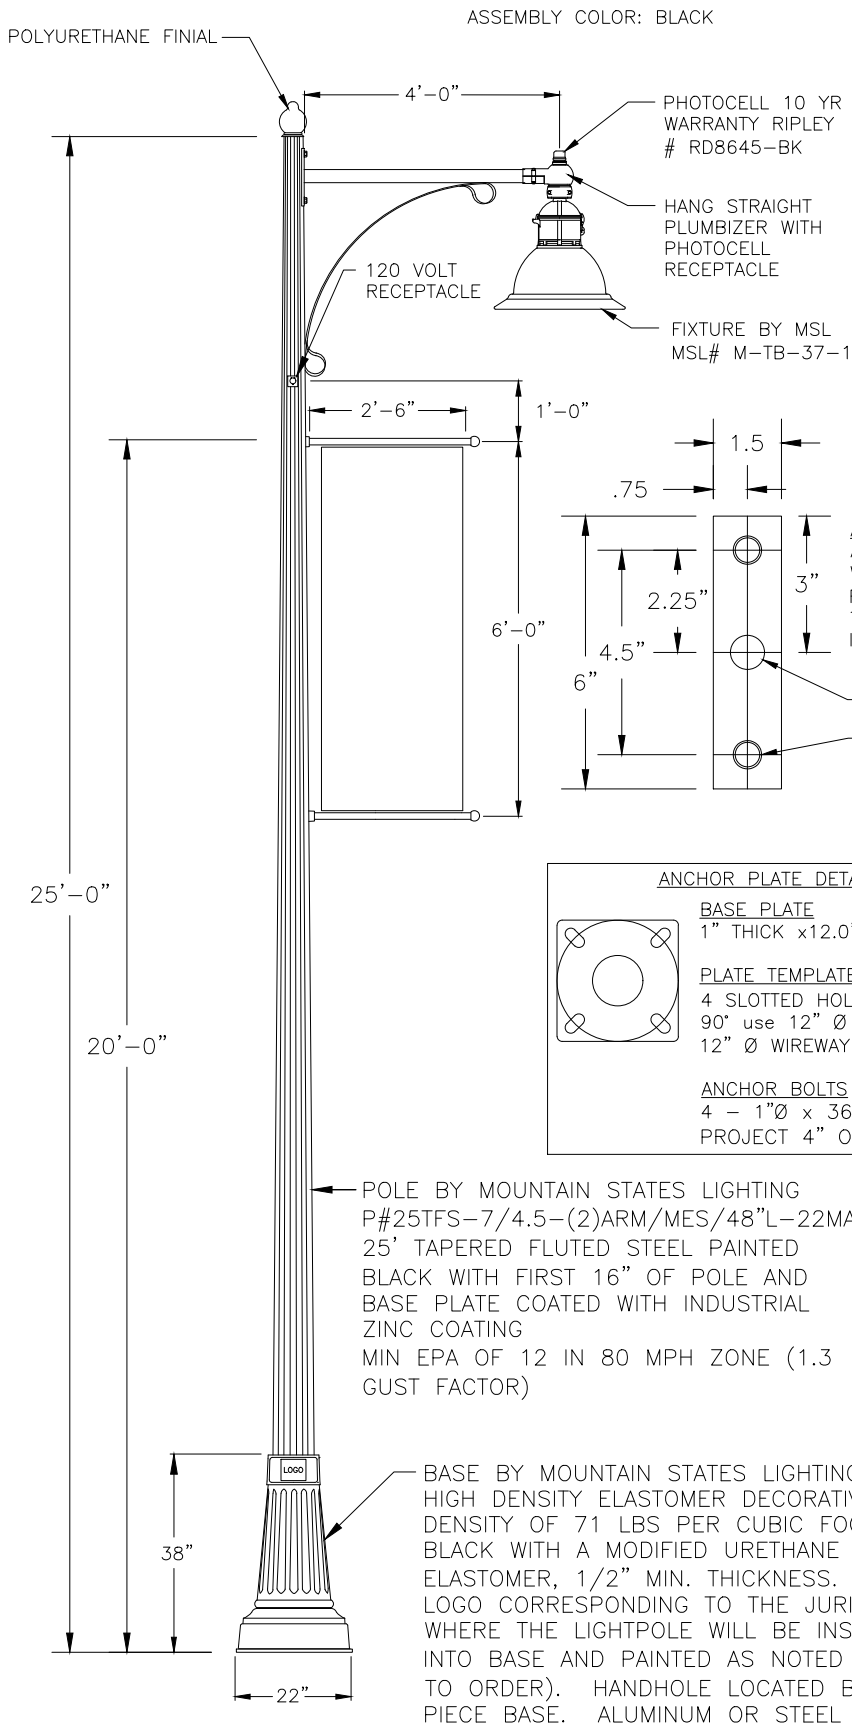 ASSEMBLY COLOR: BLACK
POLYURETHANE FINIAL
4'-0"
PHOTOCELL 10 YR
WARRANTY RIPLEY
# RD8645-BK
HANG STRAIGHT
PLUMBIZER WITH
PHOTOCELL
RECEPTACLE
120 VOLT
RECEPTACLE
FIXTURE BY MSL
MSL# M-TB-37-1
2'-6"
1'-0"
1.5
.75
3"
2.25"
6'-0"
4.5"
6"
25'-0"
20'-0"
ANCHOR PLATE DETA
BASE PLATE
1" THICK x12.0"
PLATE TEMPLATE
4 SLOTTED HOL
90° use 12" Ø
12" Ø WIREWAY
ANCHOR BOLTS
4 - 1"Ø x 36
PROJECT 4" O
POLE BY MOUNTAIN STATES LIGHTING
P#25TFS-7/4.5-(2)ARM/MES/48"L-22MA
25' TAPERED FLUTED STEEL PAINTED
BLACK WITH FIRST 16" OF POLE AND
BASE PLATE COATED WITH INDUSTRIAL
ZINC COATING
MIN EPA OF 12 IN 80 MPH ZONE (1.3
GUST FACTOR)
LOGO
38"
22"
BASE BY MOUNTAIN STATES LIGHTING
HIGH DENSITY ELASTOMER DECORATIV
DENSITY OF 71 LBS PER CUBIC FOO
BLACK WITH A MODIFIED URETHANE
ELASTOMER, 1/2" MIN. THICKNESS.
LOGO CORRESPONDING TO THE JURI
WHERE THE LIGHTPOLE WILL BE INS
INTO BASE AND PAINTED AS NOTED
TO ORDER). HANDHOLE LOCATED B
PIECE BASE. ALUMINUM OR STEEL